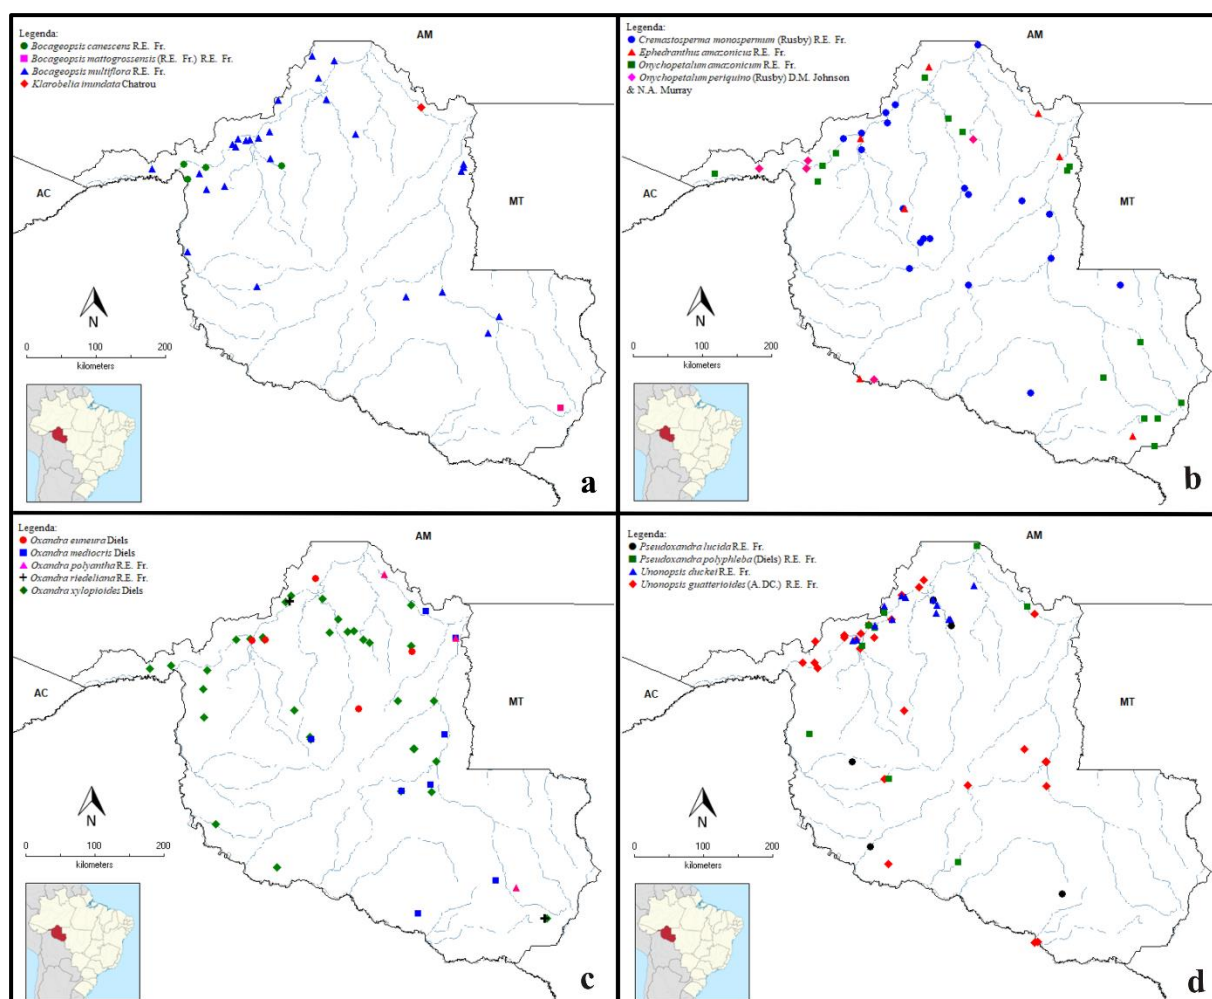 Legenda:
Bocageopsis canescens R.E. Fr.
Bocageopsis mattogrossensis (R.E. Fr.) R.E. Fr.
Bocageopsis multiflora R.E. Fr.
Klarobelia inundata Chatrou
AM
AC
MT
N
0 100 200
kilometers
a
Legenda:
Cremastosperma monospermum (Rusby) R.E. Fr.
Ephedranthus amazonicus R.E. Fr.
Onychopetalum amazonicum R.E. Fr.
Onychopetalum periquino (Rusby) D.M. Johnson
& N.A. Murray
AM
AC
MT
N
0 100 200
kilometers
b
Legenda:
Oxandra euneura Diels
Oxandra mediocris Diels
Oxandra polyantha R.E. Fr.
Oxandra riedeliana R.E. Fr.
Oxandra xylopioides Diels
AM
AC
MT
N
0 100 200
kilometers
c
Legenda:
Pseudoxandra lucida R.E. Fr.
Pseudoxandra polyphleba (Diels) R.E. Fr.
Unonopsis duckei R.E. Fr.
Unonopsis guatterioides (A. DC.) R.E. Fr.
AM
AC
MT
N
0 100 200
kilometers
d